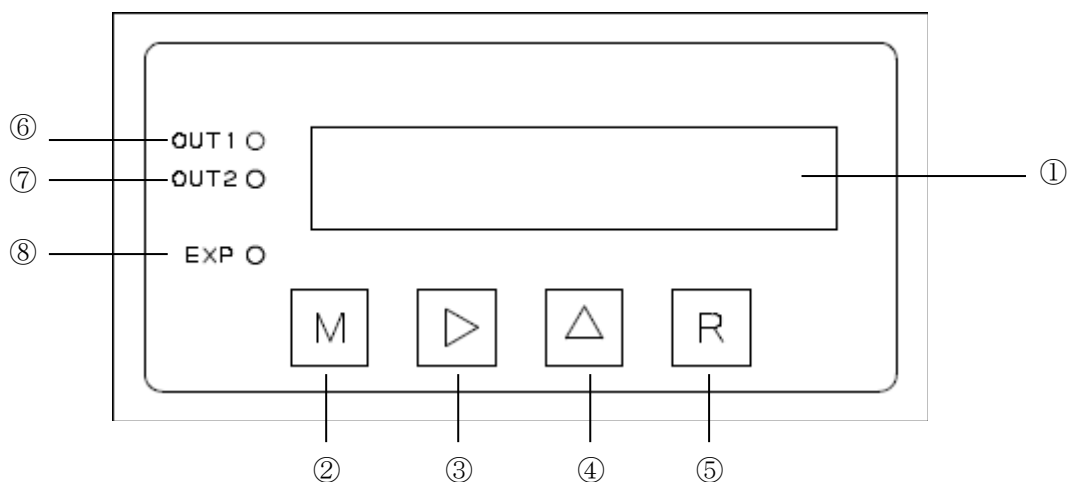 ⑥ OUT1
⑦ OUT2
①
⑧ EXP
M R
② ③ ④ ⑤